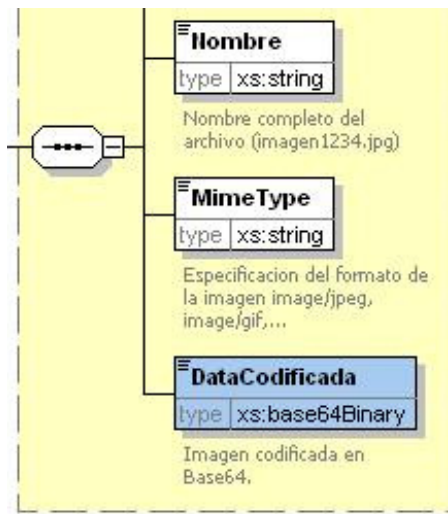 Nombre
type xs:string
Nombre completo del
archivo (imagen1234.jpg)
MimeType
type xs:string
Especificacion del formato de
la imagen image/jpeg,
image/gif,...
DataCodificada
type xs:base64Binary
Imagen codificada en
Base64.